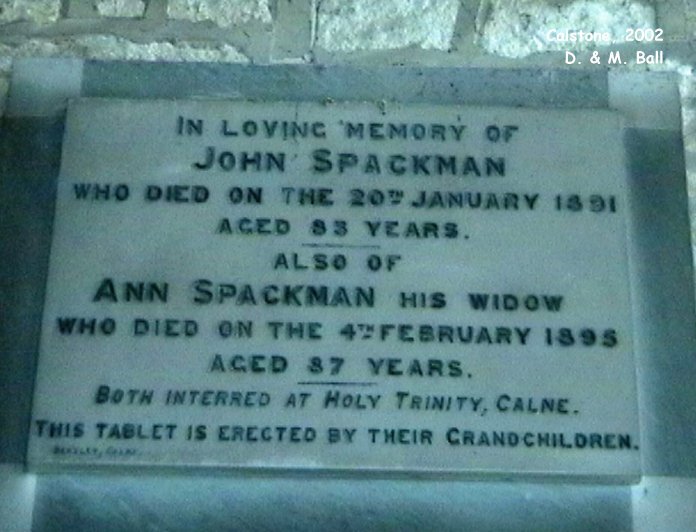 Calstone, 2002
D. & M. Ball
IN LOVING MEMORY OF
JOHN SPACKMAN
WHO DIED ON THE 20TH JANUARY 1891
AGED 83 YEARS.
ALSO OF
ANN SPACKMAN HIS WIDOW
WHO DIED ON THE 4TH FEBRUARY 1895
AGED 87 YEARS.
BOTH INTERRED AT HOLY TRINITY, CALNE.
THIS TABLET IS ERECTED BY THEIR GRANDCHILDREN.